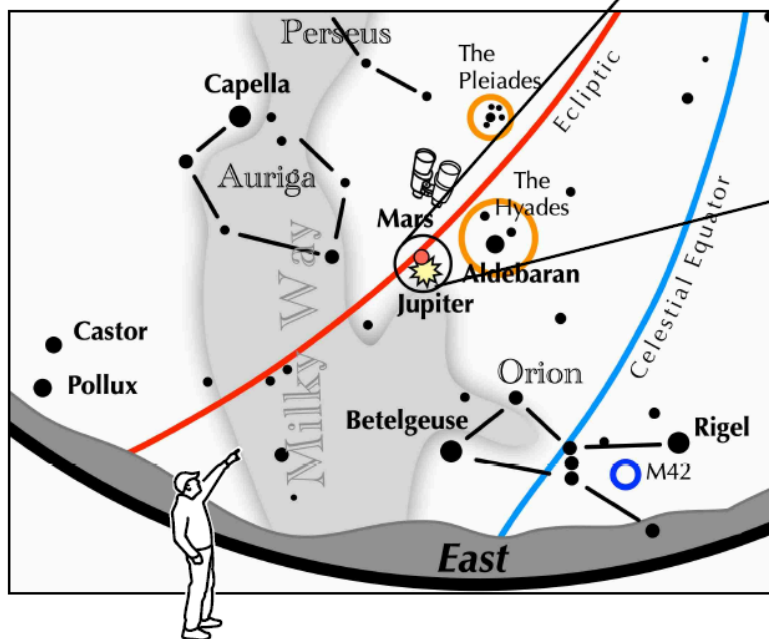 Perseus
The
Pleiades
Capella
Ecliptic
Auriga
The
Hyades
Mars
Aldebaran
Jupiter
Celestial Equator
Milky Way
Castor
Pollux
Orion
Betelgeuse
Rigel
M42
East